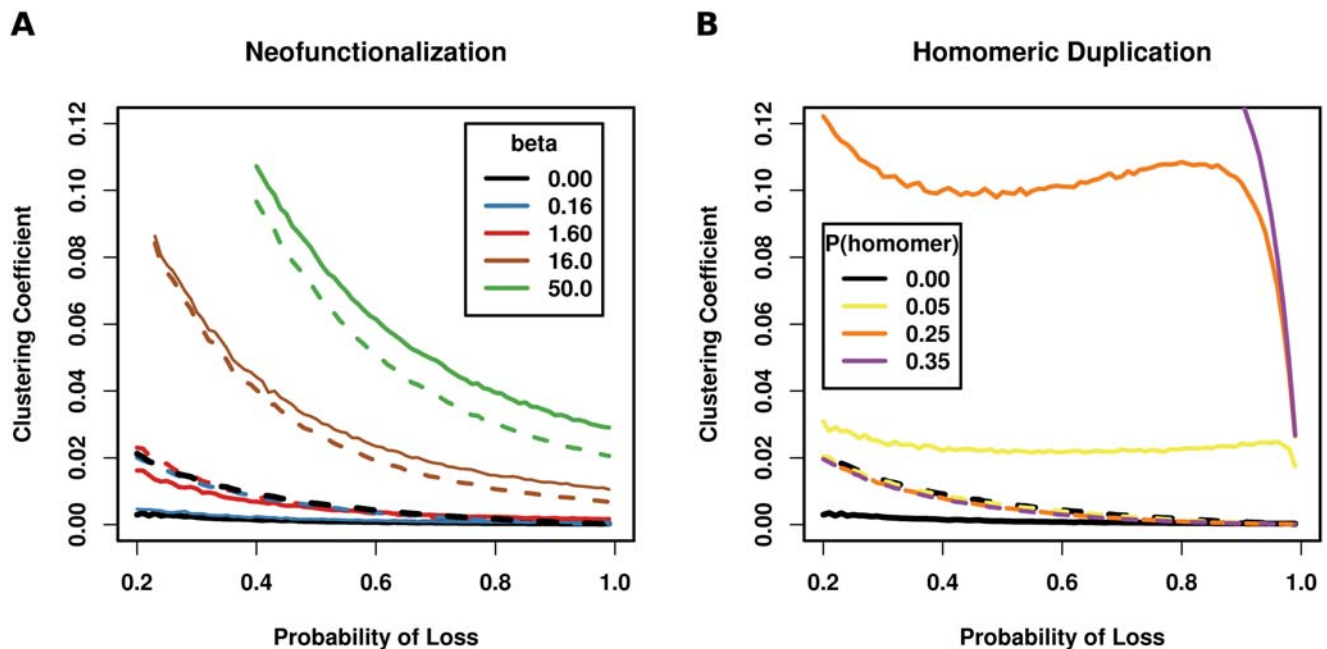 A
Neofunctionalization
Clustering Coefficient
0.12
0.10
0.08
0.06
0.04
0.02
0.00
beta
0.00
0.16
1.60
16.0
50.0
0.2 0.4 0.6 0.8 1.0
Probability of Loss
B
Homomeric Duplication
Clustering Coefficient
0.12
0.10
0.08
0.06
0.04
0.02
0.00
P(homomer)
0.00
0.05
0.25
0.35
0.2 0.4 0.6 0.8 1.0
Probability of Loss